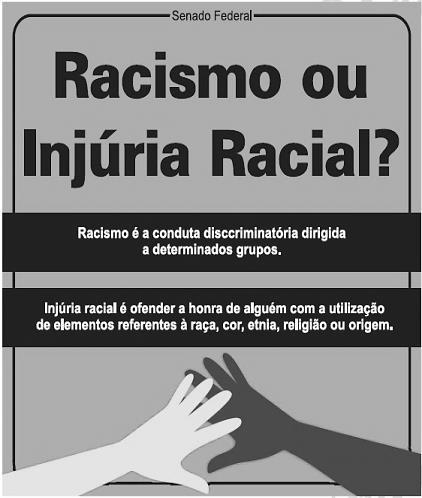 Senado Federal
Racismo ou
Injúria Racial?
Racismo é a conduta disccriminatória dirigida
a determinados grupos.
Injúria racial é ofender a honra de alguém com a utilização
de elementos referentes à raça, cor, etnia, religião ou origem.